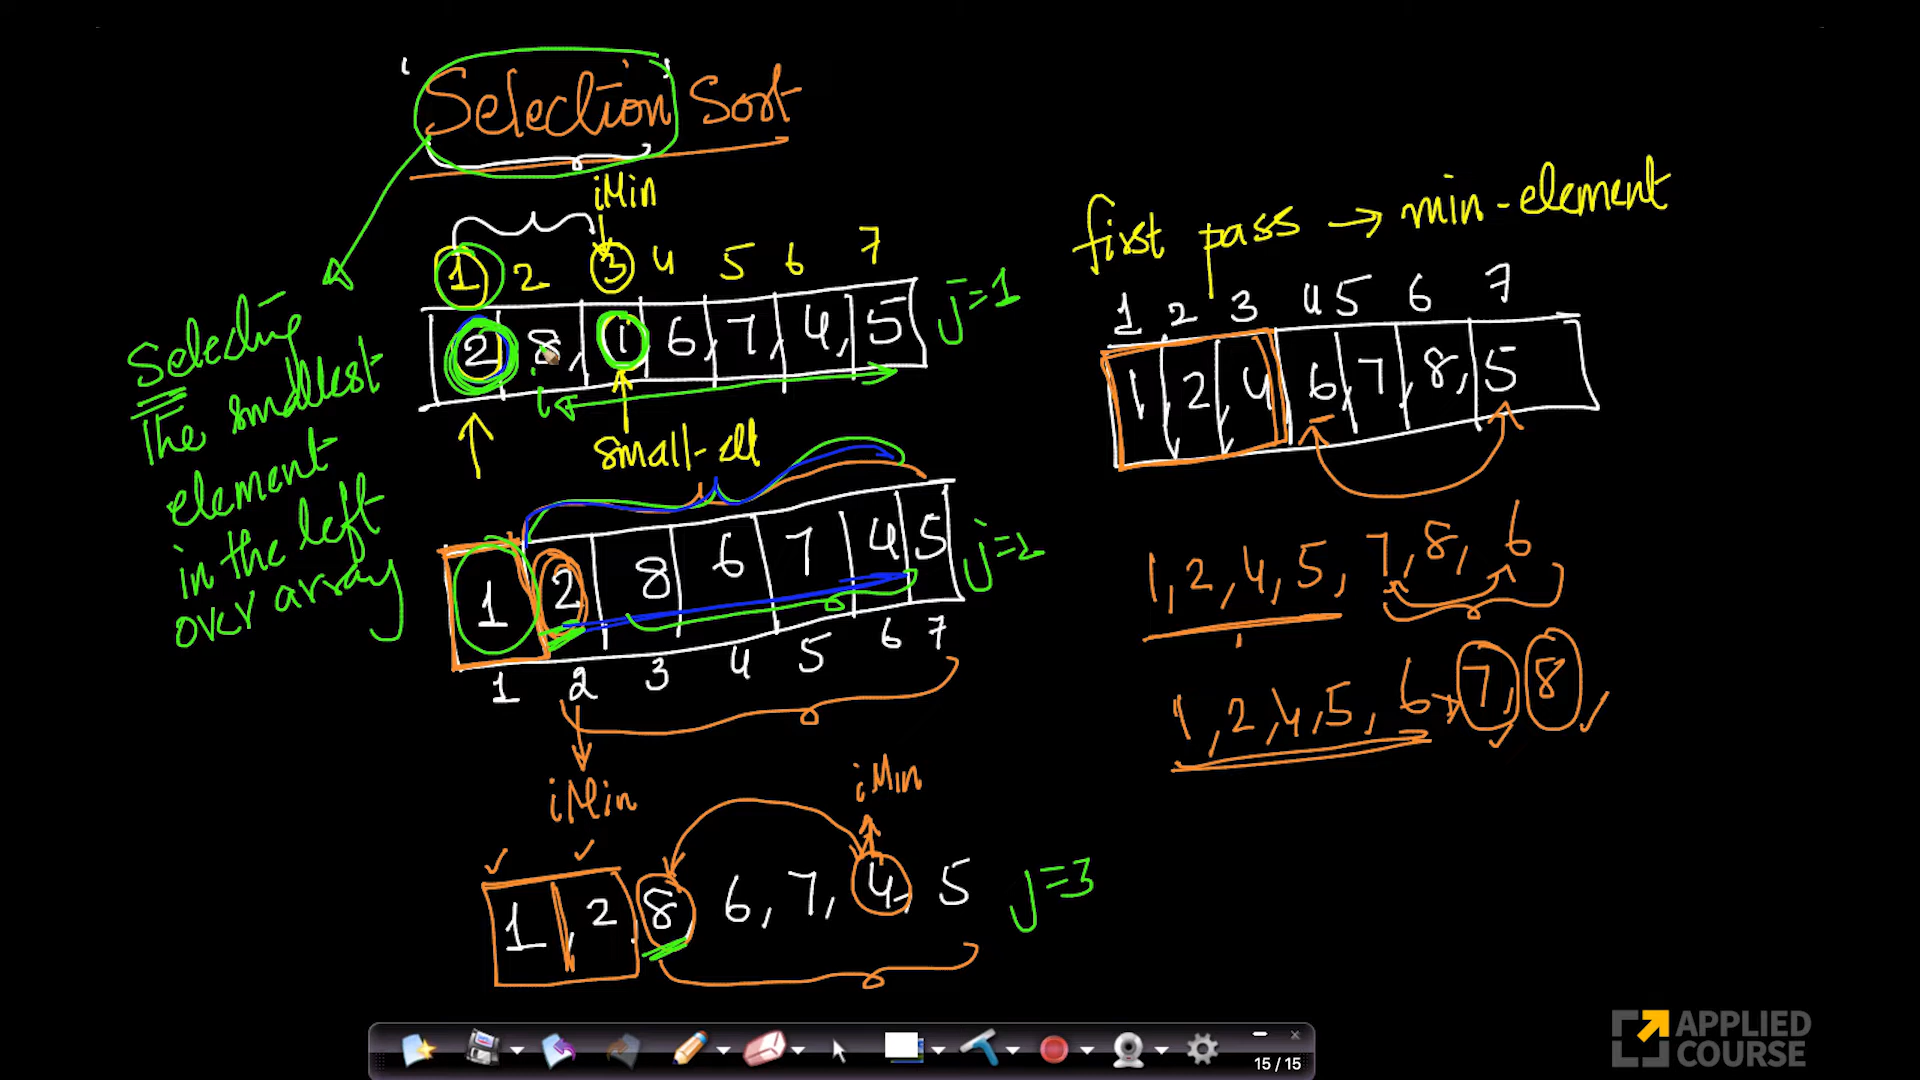 Selection Sort
iMin
1 2 3 4 5 6 7
2 8, 1 6, 7, 4, 5 j=1
i
small-elt
Selecting
the smallest
element
in the left
over array
1 2 8 6 7 4 5 j=2
1 2 3 4 5 6 7
iMin
iMin
1, 2, 8 6, 7, 4, 5 j=3
first pass → min-element
1 2 3 4 5 6 7
1, 2, 4, 6, 7, 8, 5
1, 2, 4, 5, 7, 8, 6
1, 2, 4, 5, 6, 7, 8
15 / 15
APPLIED
COURSE